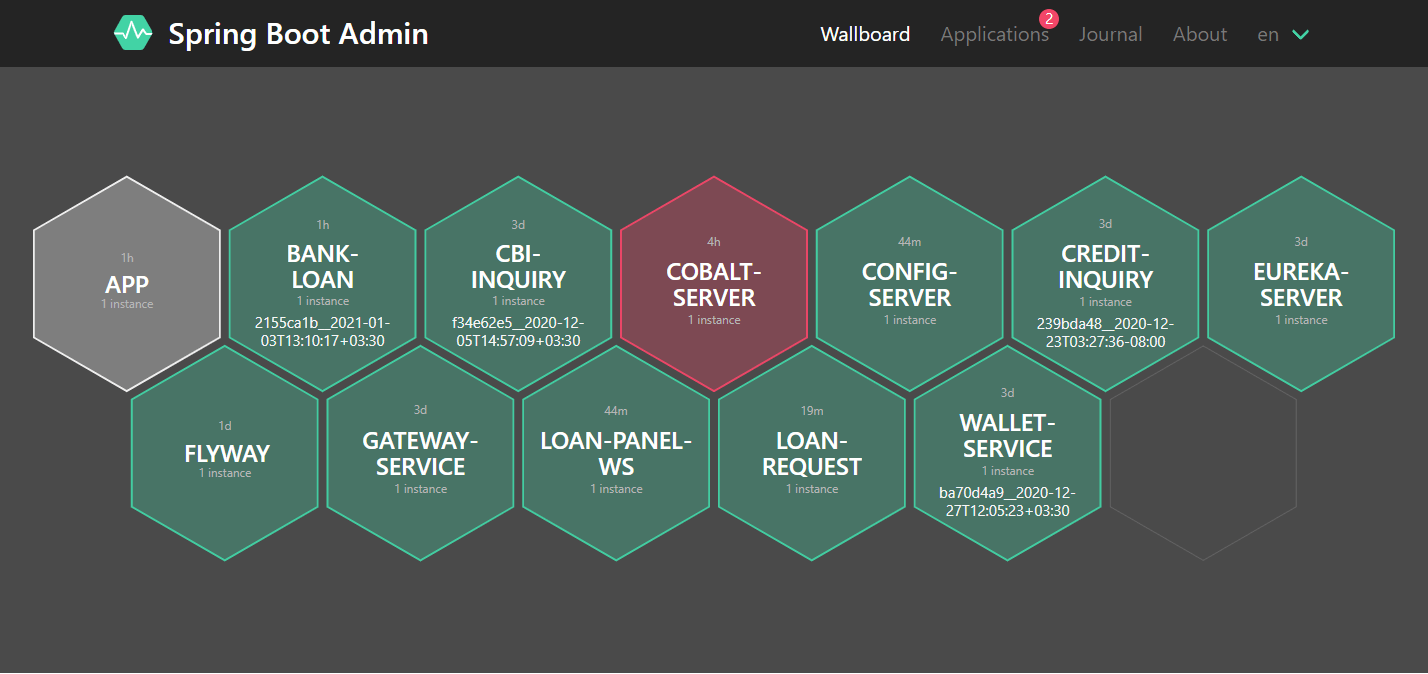 Spring Boot Admin
Wallboard
Applications
2
Journal
About
en
1h
APP
1 instance
1h
BANK-
LOAN
1 instance
2155ca1b__2021-01-
03T13:10:17+03:30
3d
CBI-
INQUIRY
1 instance
f34e62e5__2020-12-
05T14:57:09+03:30
4h
COBALT-
SERVER
1 instance
44m
CONFIG-
SERVER
1 instance
3d
CREDIT-
INQUIRY
1 instance
239bda48__2020-12-
23T03:27:36-08:00
3d
EUREKA-
SERVER
1 instance
1d
FLYWAY
1 instance
3d
GATEWAY-
SERVICE
1 instance
44m
LOAN-PANEL-
WS
1 instance
19m
LOAN-
REQUEST
1 instance
3d
WALLET-
SERVICE
1 instance
ba70d4a9__2020-12-
27T12:05:23+03:30